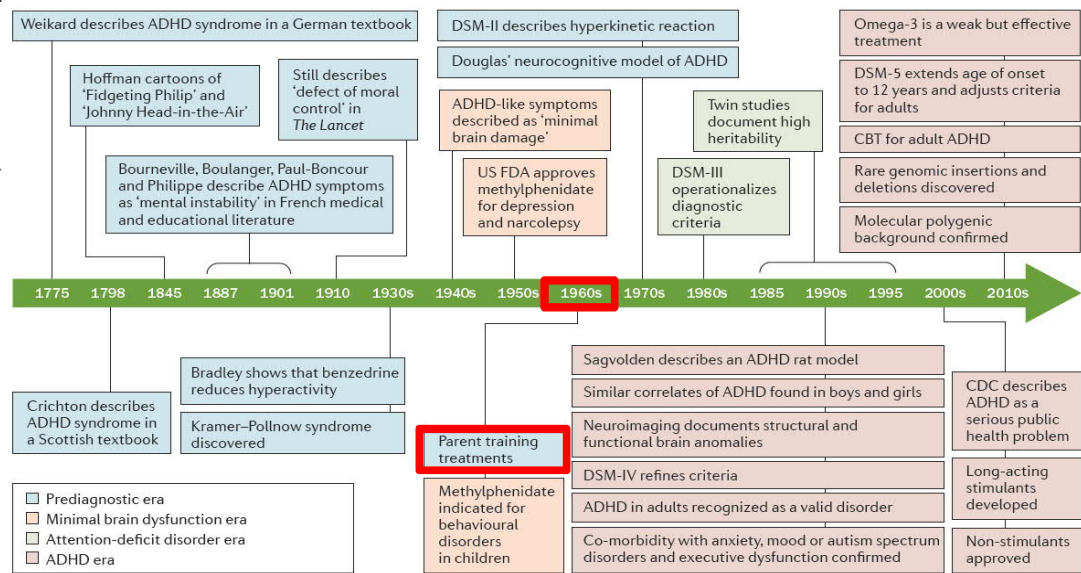 Weikard describes ADHD syndrome in a German textbook
Hoffman cartoons of
‘Fidgeting Philip’ and
‘Johnny Head-in-the-Air’
Still describes
‘defect of moral
control’ in
The Lancet
Bourneville, Boulanger, Paul-Boncour
and Philippe describe ADHD symptoms
as ‘mental instability’ in French medical
and educational literature
DSM-II describes hyperkinetic reaction
Douglas’ neurocognitive model of ADHD
ADHD-like symptoms
described as ‘minimal
brain damage’
US FDA approves
methylphenidate
for depression
and narcolepsy
Twin studies
document high
heritability
DSM-III
operationalizes
diagnostic
criteria
Omega-3 is a weak but effective
treatment
DSM-5 extends age of onset
to 12 years and adjusts criteria
for adults
CBT for adult ADHD
Rare genomic insertions and
deletions discovered
Molecular polygenic
background confirmed
1775 1798 1845 1887 1901 1910 1930s 1940s 1950s 1960s 1970s 1980s 1985 1990s 1995 2000s 2010s
Crichton describes
ADHD syndrome in
a Scottish textbook
Bradley shows that benzedrine
reduces hyperactivity
Kramer–Pollnow syndrome
discovered
Parent training
treatments
Methylphenidate
indicated for
behavioural
disorders
in children
Sagvolden describes an ADHD rat model
Similar correlates of ADHD found in boys and girls
Neuroimaging documents structural and
functional brain anomalies
DSM-IV refines criteria
ADHD in adults recognized as a valid disorder
Co-morbidity with anxiety, mood or autism spectrum
disorders and executive dysfunction confirmed
CDC describes
ADHD as a
serious public
health problem
Long-acting
stimulants
developed
Non-stimulants
approved
Prediagnostic era
Minimal brain dysfunction era
Attention-deficit disorder era
ADHD era